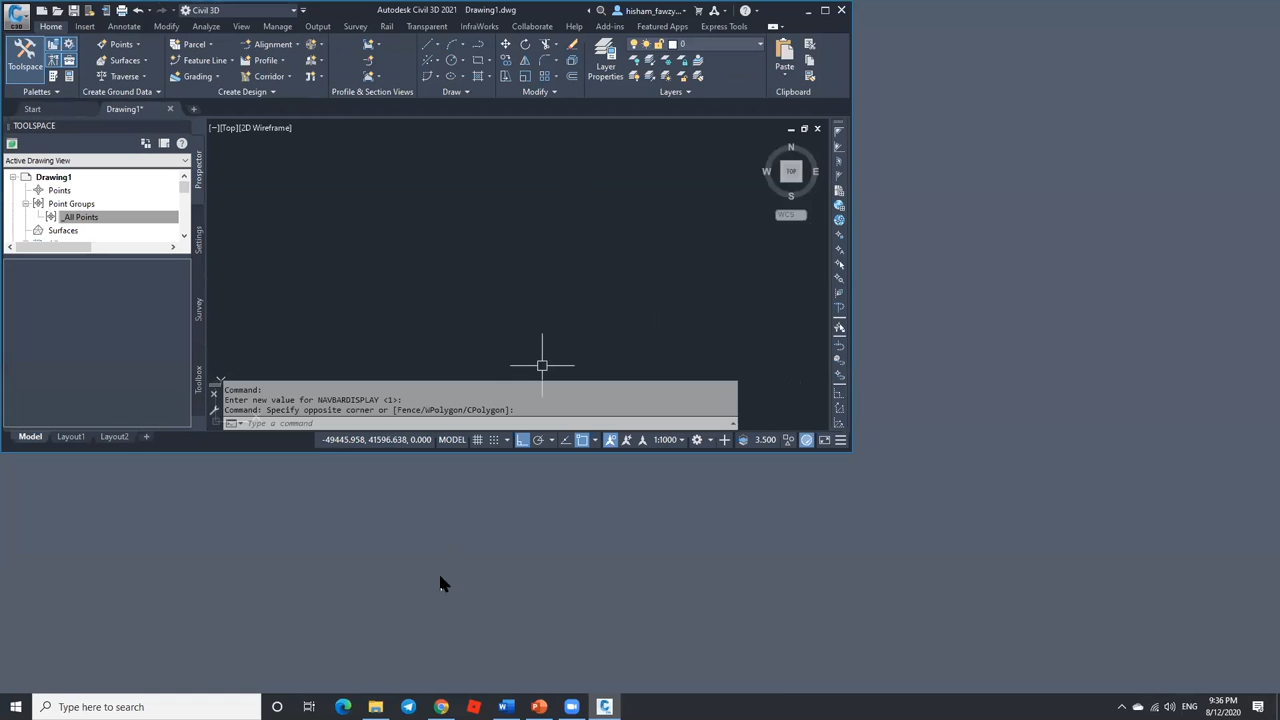 Civil 3D
Autodesk Civil 3D 2021 Drawing1.dwg
hisham_fawzy...
Home Insert Annotate Modify Analyze View Manage Output Survey Rail Transparent InfraWorks Collaborate Help Add-ins Featured Apps Express Tools
Toolspace
Points
Surfaces
Traverse
Parcel
Feature Line
Grading
Alignment
Profile
Corridor
Layer
Properties
0
Paste
Palettes Create Ground Data Create Design Profile & Section Views Draw Modify Layers Clipboard
Start Drawing1*
TOOLSPACE
Active Drawing View
Drawing1
Points
Point Groups
_All Points
Surfaces
Prospector
Settings
Survey
Toolbox
[−][Top][2D Wireframe]
N
W TOP E
S
WCS
Command:
Enter new value for NAVBARDISPLAY <1>:
Command: Specify opposite corner or [Fence/WPolygon/CPolygon]:
Type a command
Model Layout1 Layout2
-49445.958, 41596.638, 0.000 MODEL 1:1000 3.500
Type here to search
9:36 PM
8/12/2020